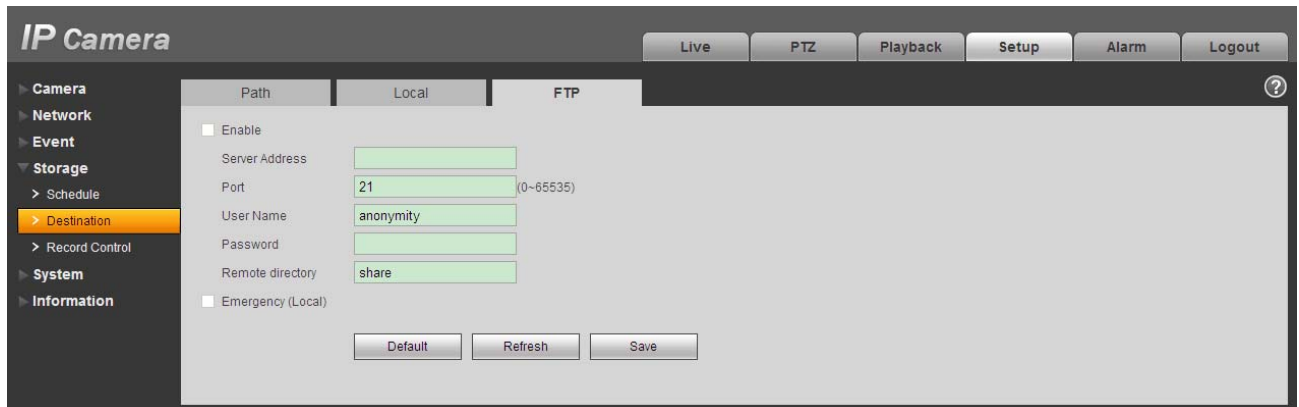 IP Camera
Live PTZ Playback Setup Alarm Logout
Camera
Network
Event
Storage
> Schedule
> Destination
> Record Control
System
Information
Path Local FTP
?
Enable
Server Address
Port 21 (0~65535)
User Name anonymity
Password
Remote directory share
Emergency (Local)
Default Refresh Save